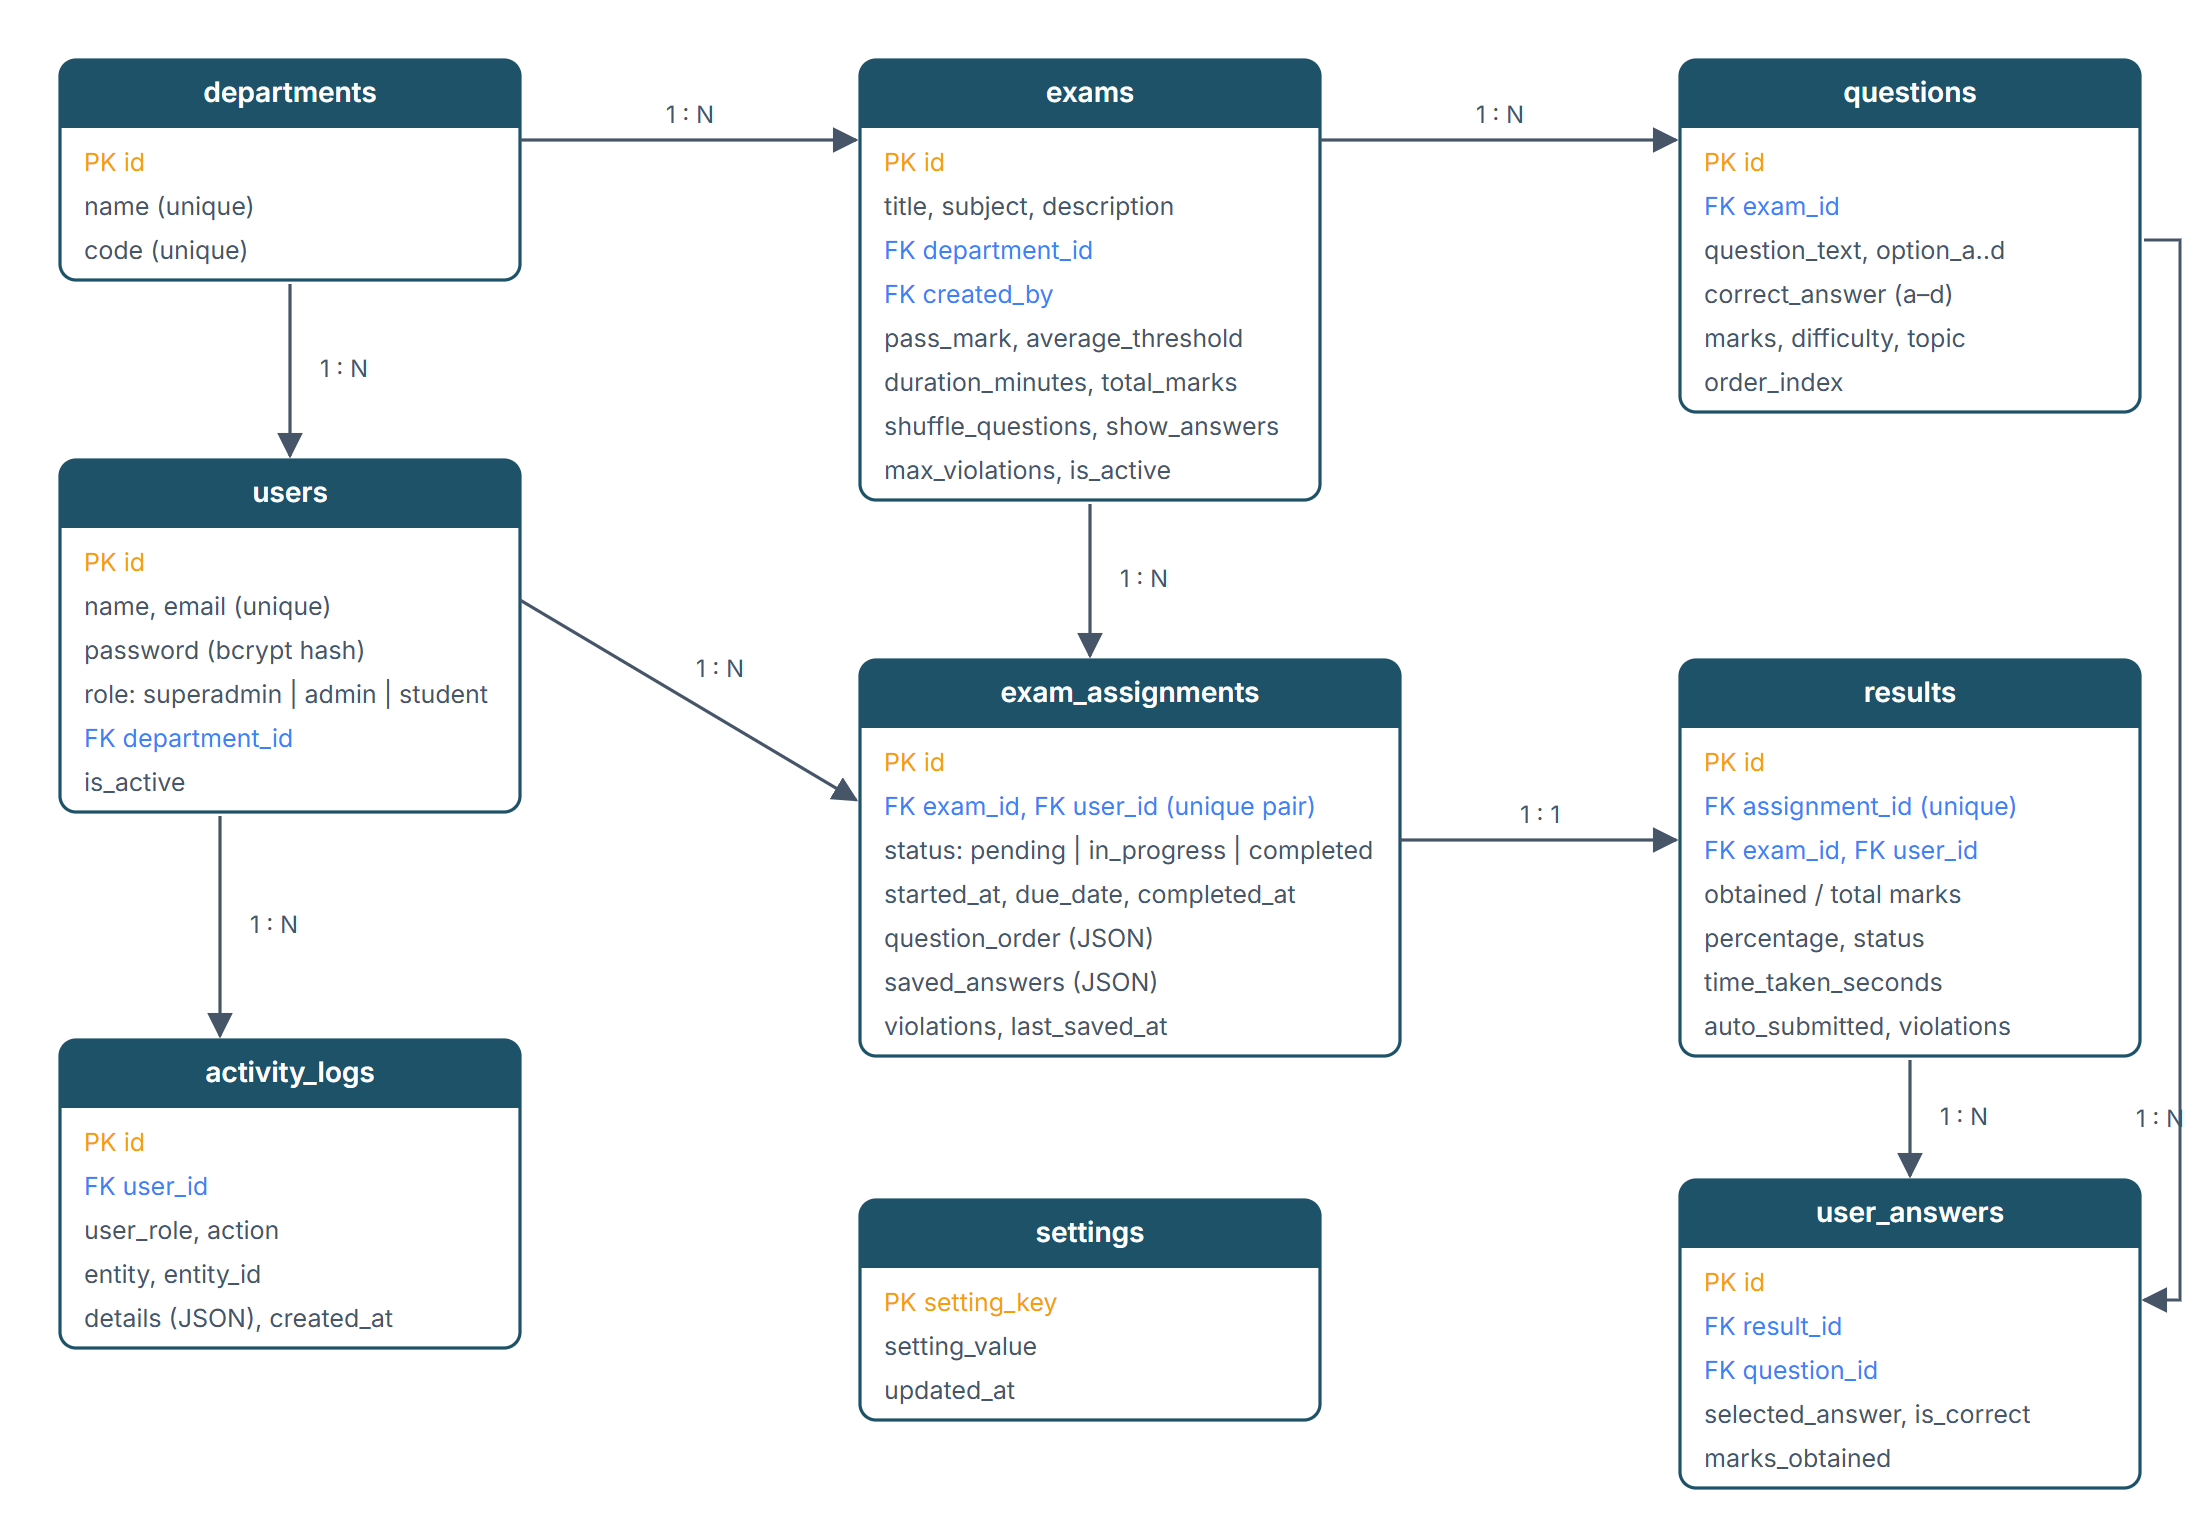 departments
PK id
name (unique)
code (unique)
1 : N
exams
PK id
title, subject, description
FK department_id
FK created_by
pass_mark, average_threshold
duration_minutes, total_marks
shuffle_questions, show_answers
max_violations, is_active
1 : N
questions
PK id
FK exam_id
question_text, option_a..d
correct_answer (a–d)
marks, difficulty, topic
order_index
1 : N
users
PK id
name, email (unique)
password (bcrypt hash)
role: superadmin | admin | student
FK department_id
is_active
1 : N
1 : N
exam_assignments
PK id
FK exam_id, FK user_id (unique pair)
status: pending | in_progress | completed
started_at, due_date, completed_at
question_order (JSON)
saved_answers (JSON)
violations, last_saved_at
1 : 1
results
PK id
FK assignment_id (unique)
FK exam_id, FK user_id
obtained / total marks
percentage, status
time_taken_seconds
auto_submitted, violations
1 : N
activity_logs
PK id
FK user_id
user_role, action
entity, entity_id
details (JSON), created_at
settings
PK setting_key
setting_value
updated_at
1 : N
1 : N
user_answers
PK id
FK result_id
FK question_id
selected_answer, is_correct
marks_obtained